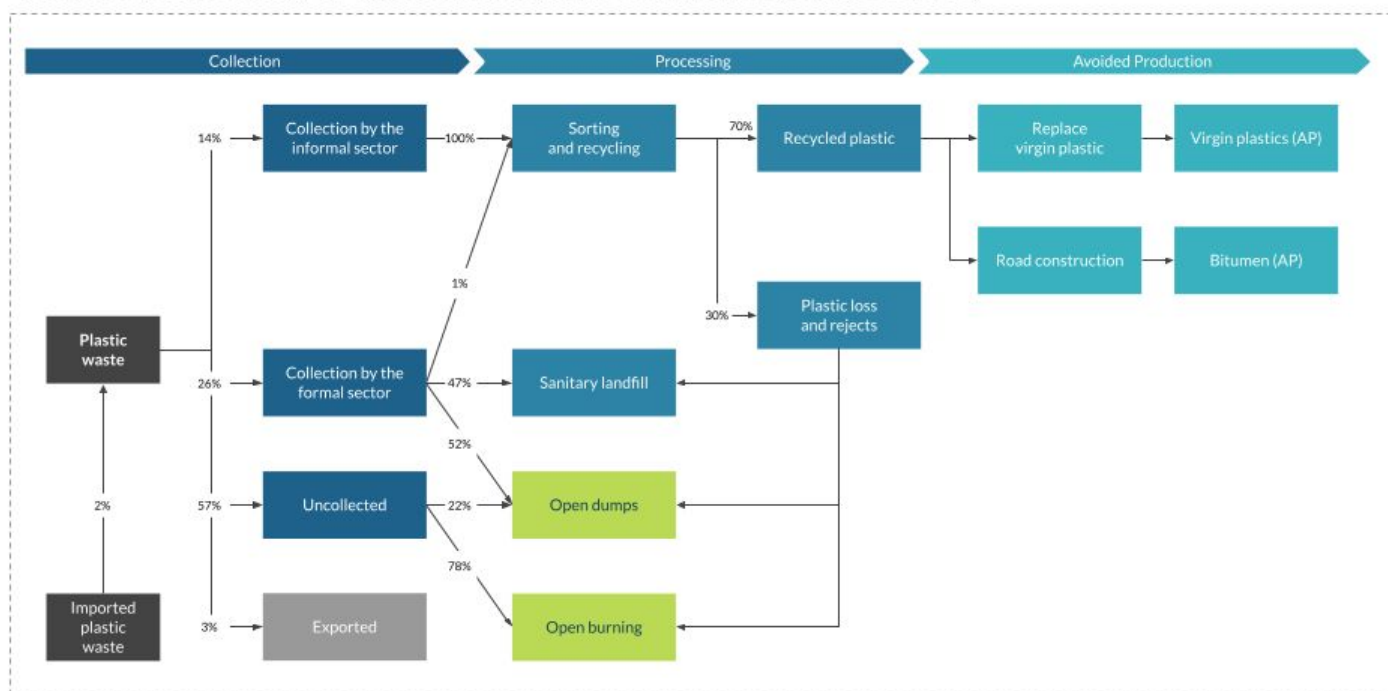 Collection
Processing
Avoided Production
14%
Collection by the
informal sector
100%
Sorting
and recycling
70%
Recycled plastic
Replace
virgin plastic
Virgin plastics (AP)
Road construction
Bitumen (AP)
1%
30%
Plastic loss
and rejects
Plastic
waste
26%
Collection by the
formal sector
47%
Sanitary landfill
52%
2%
57%
Uncollected
22%
Open dumps
78%
Imported
plastic
waste
3%
Exported
Open burning